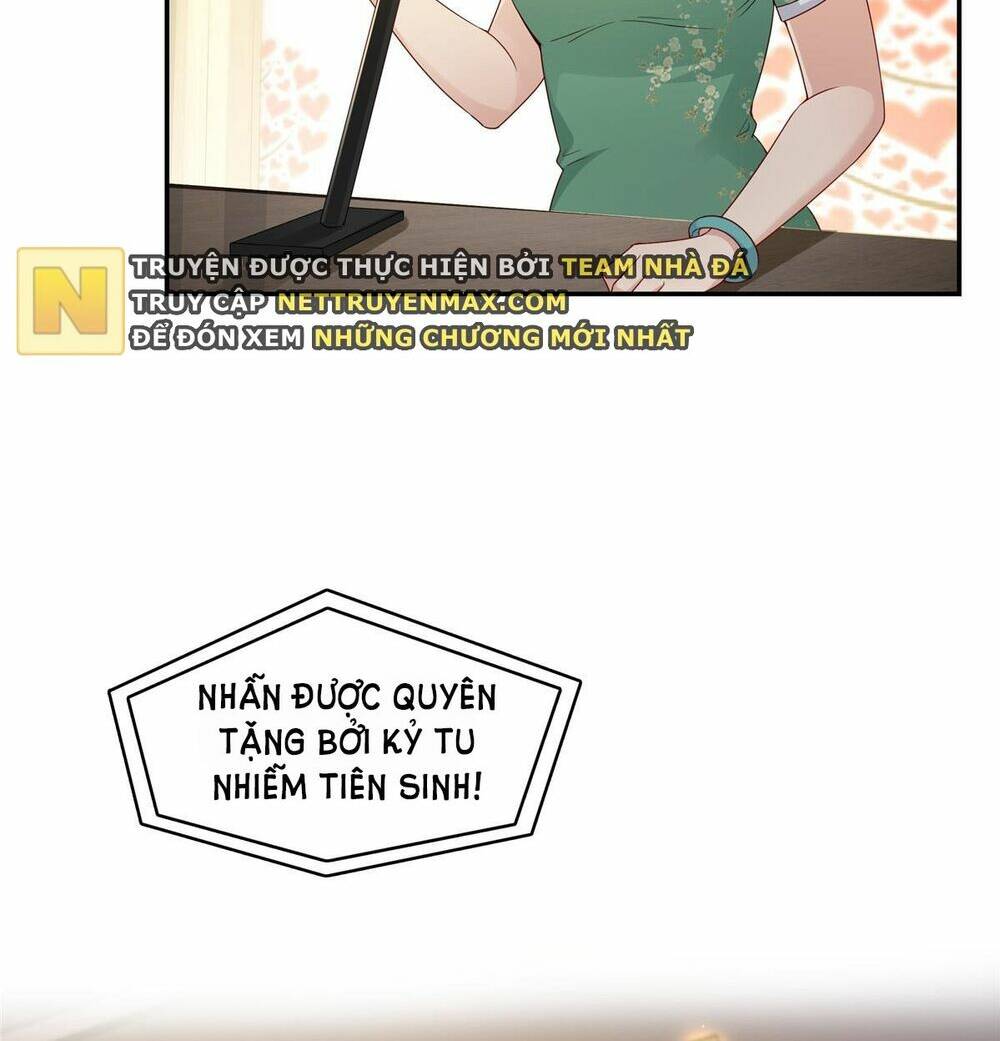 N
TRUYỆN ĐƯỢC THỰC HIỆN BỞI TEAM NHÀ ĐÁ
TRUY CẬP NETTRUYENMAX.COM
ĐỂ ĐÓN XEM NHỮNG CHƯƠNG MỚI NHẤT
NHẪN ĐƯỢC QUYÊN
TẶNG BỞI KỶ TU
NHIỄM TIÊN SINH!